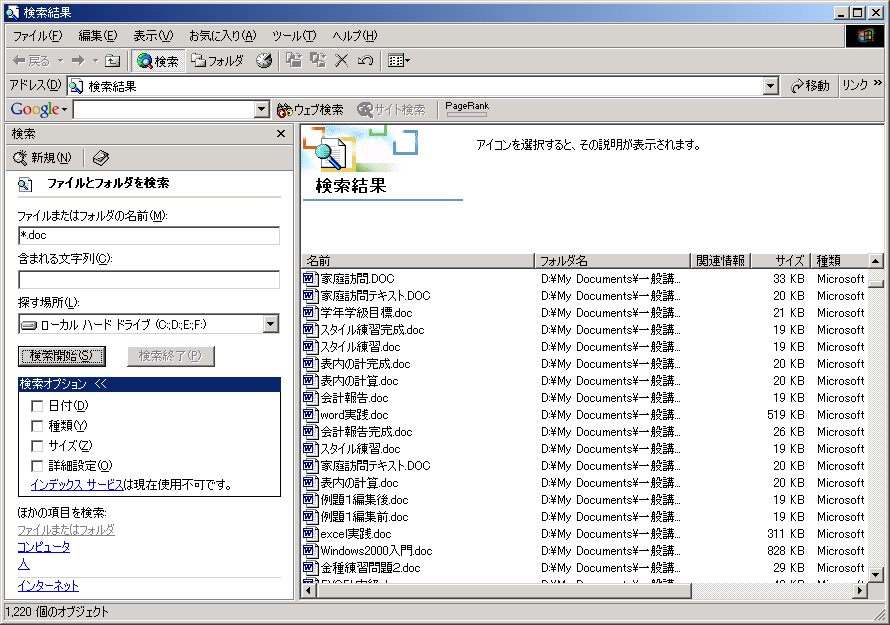 検索結果
ファイル(F) 編集(E) 表示(V) お気に入り(A) ツール(T) ヘルプ(H)
戻る 検索 フォルダ
アドレス(D) 検索結果 移動 リンク »
Google ウェブ検索 サイト検索 PageRank
検索
新規(N)
ファイルとフォルダを検索
ファイルまたはフォルダの名前(M):
*.doc
含まれる文字列(C):
探す場所(L):
ローカル ハード ドライブ (C:;D:;E:;F:)
検索開始(S) 検索終了(P)
検索オプション <<
日付(D)
種類(Y)
サイズ(Z)
詳細設定(O)
インデックス サービスは現在使用不可です。
ほかの項目を検索:
ファイルまたはフォルダ
コンピュータ
人
インターネット
検索結果
アイコンを選択すると、その説明が表示されます。
名前 フォルダ名 関連情報 サイズ 種類
家庭訪問.DOC D:¥My Documents¥一般講... 33 KB Microsoft
家庭訪問テキスト.DOC D:¥My Documents¥一般講... 20 KB Microsoft
学年学級目標.doc D:¥My Documents¥一般講... 21 KB Microsoft
スタイル練習完成.doc D:¥My Documents¥一般講... 19 KB Microsoft
スタイル練習.doc D:¥My Documents¥一般講... 19 KB Microsoft
表内の計完成.doc D:¥My Documents¥一般講... 20 KB Microsoft
表内の計算.doc D:¥My Documents¥一般講... 20 KB Microsoft
会計報告.doc D:¥My Documents¥一般講... 19 KB Microsoft
word実践.doc D:¥My Documents¥一般講... 519 KB Microsoft
会計報告完成.doc D:¥My Documents¥一般講... 26 KB Microsoft
スタイル練習.doc D:¥My Documents¥一般講... 19 KB Microsoft
家庭訪問テキスト.DOC D:¥My Documents¥一般講... 20 KB Microsoft
表内の計算.doc D:¥My Documents¥一般講... 20 KB Microsoft
例題1編集後.doc D:¥My Documents¥一般講... 19 KB Microsoft
例題1編集前.doc D:¥My Documents¥一般講... 19 KB Microsoft
excel実践.doc D:¥My Documents¥一般講... 311 KB Microsoft
Windows2000入門.doc D:¥My Documents¥一般講... 828 KB Microsoft
金種練習問題2.doc D:¥My Documents¥一般講... 29 KB Microsoft
1,220 個のオブジェクト